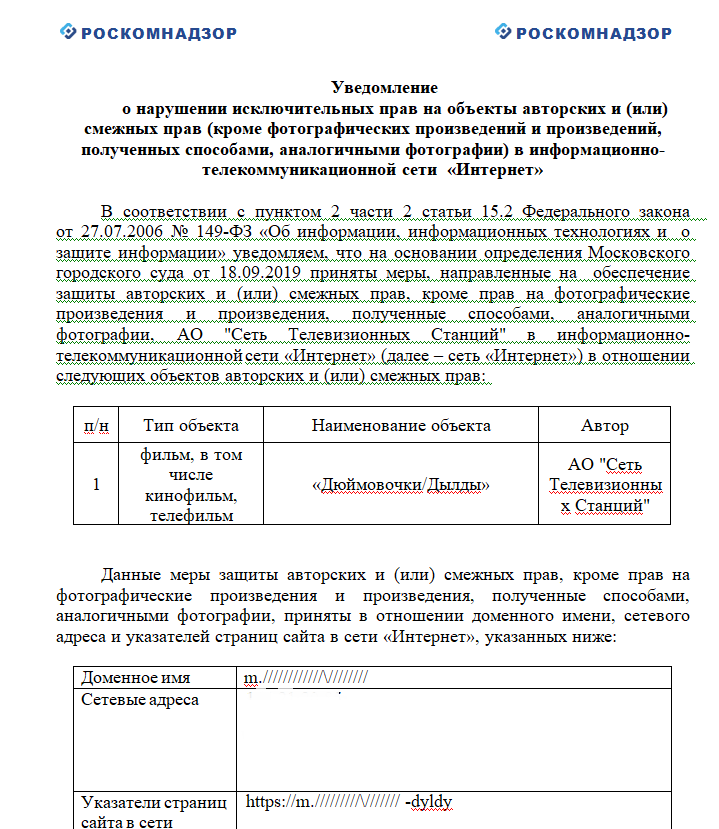 РОСКОМНАДЗОР РОСКОМНАДЗОР
Уведомление
о нарушении исключительных прав на объекты авторских и (или)
смежных прав (кроме фотографических произведений и произведений,
полученных способами, аналогичными фотографии) в информационно-
телекоммуникационной сети «Интернет»
В соответствии с пунктом 2 части 2 статьи 15.2 Федерального закона
от 27.07.2006 № 149-ФЗ «Об информации, информационных технологиях и о
защите информации» уведомляем, что на основании определения Московского
городского суда от 18.09.2019 приняты меры, направленные на обеспечение
защиты авторских и (или) смежных прав, кроме прав на фотографические
произведения и произведения, полученные способами, аналогичными
фотографии, АО "Сеть Телевизионных Станций" в информационно-
телекоммуникационной сети «Интернет» (далее – сеть «Интернет») в отношении
следующих объектов авторских и (или) смежных прав:
п/н Тип объекта Наименование объекта Автор
1
фильм, в том
числе
кинофильм,
телефильм
«Дюймовочки/Дылды»
АО "Сеть
Телевизионны
х Станций"
Данные меры защиты авторских и (или) смежных прав, кроме прав на
фотографические произведения и произведения, полученные способами,
аналогичными фотографии, приняты в отношении доменного имени, сетевого
адреса и указателей страниц сайта в сети «Интернет», указанных ниже:
Доменное имя m.////////////\////////
Сетевые адреса
Указатели страниц https://m./////////\/////// -dyldy
сайта в сети